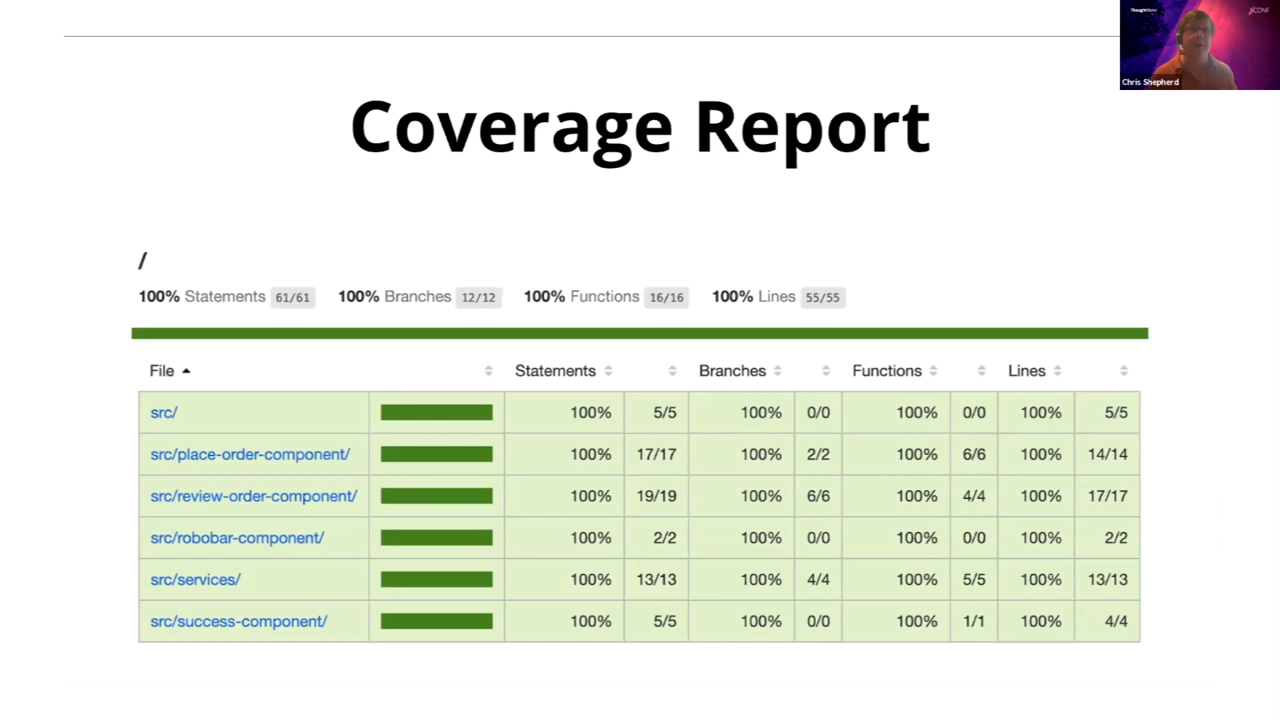 ThoughtWorks
XCONF
Chris Shepherd
Coverage Report
/
100% Statements 61/61 100% Branches 12/12 100% Functions 16/16 100% Lines 55/55
File Statements Branches Functions Lines
src/ 100% 5/5 100% 0/0 100% 0/0 100% 5/5
src/place-order-component/ 100% 17/17 100% 2/2 100% 6/6 100% 14/14
src/review-order-component/ 100% 19/19 100% 6/6 100% 4/4 100% 17/17
src/robobar-component/ 100% 2/2 100% 0/0 100% 0/0 100% 2/2
src/services/ 100% 13/13 100% 4/4 100% 5/5 100% 13/13
src/success-component/ 100% 5/5 100% 0/0 100% 1/1 100% 4/4